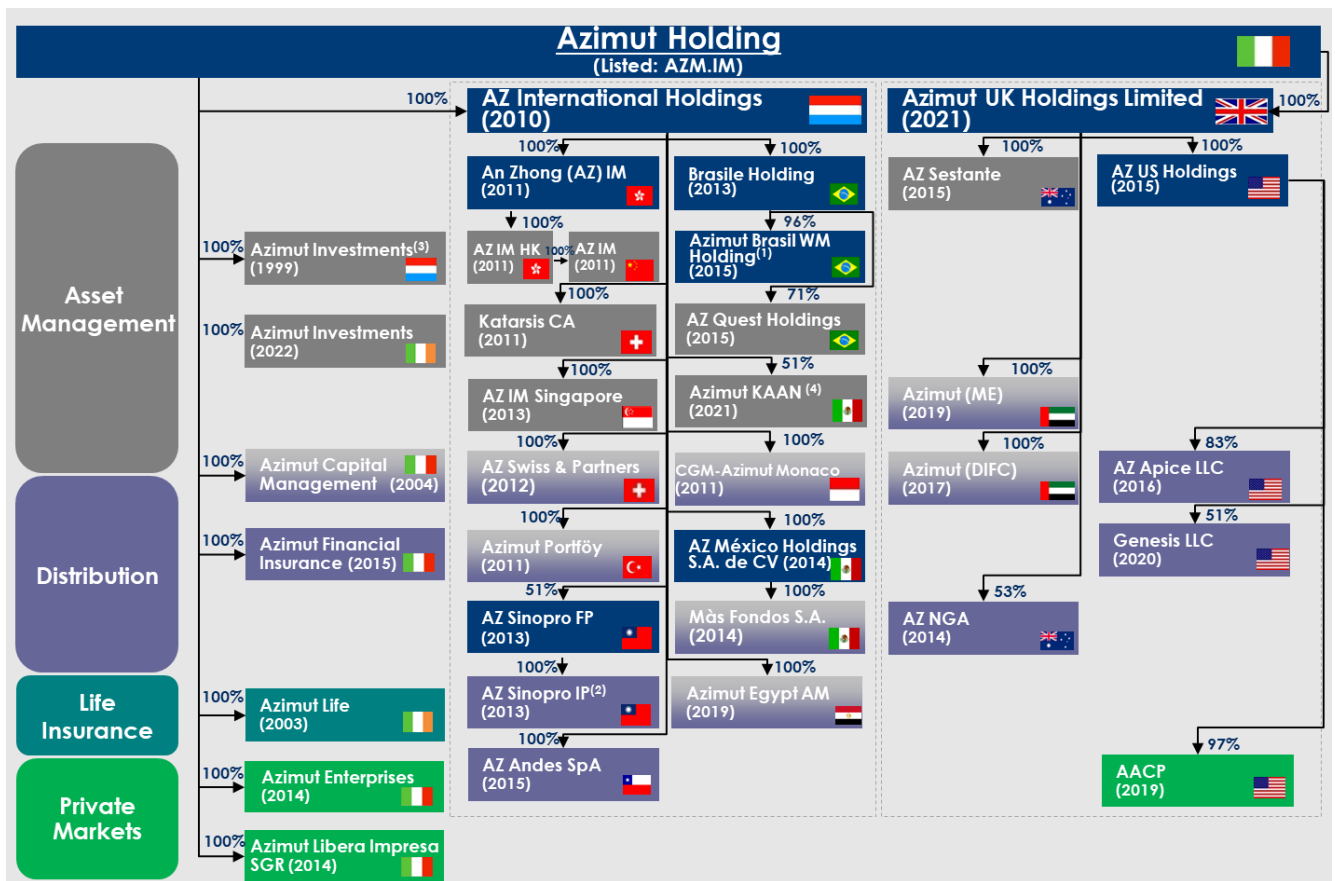 Azimut Holding
(Listed: AZM.IM)
100%
AZ International Holdings
(2010)
Azimut UK Holdings Limited
(2021)
100%
Asset
Management
Distribution
Life
Insurance
Private
Markets
100%
Azimut Investments(3)
(1999)
100%
Azimut Investments
(2022)
100%
Azimut Capital
Management (2004)
100%
Azimut Financial
Insurance (2015)
100%
Azimut Life
(2003)
100%
Azimut Enterprises
(2014)
100%
Azimut Libera Impresa
SGR (2014)
100%
An Zhong (AZ) IM
(2011)
100%
AZ IM HK
(2011)
100%
AZ IM
(2011)
100%
Katarsis CA
(2011)
100%
AZ IM Singapore
(2013)
100%
AZ Swiss & Partners
(2012)
100%
Azimut Portföy
(2011)
51%
AZ Sinopro FP
(2013)
100%
AZ Sinopro IP(2)
(2013)
100%
AZ Andes SpA
(2015)
100%
Brasile Holding
(2013)
96%
Azimut Brasil WM
Holding(1)
(2015)
71%
AZ Quest Holdings
(2015)
51%
Azimut KAAN (4)
(2021)
100%
CGM-Azimut Monaco
(2011)
100%
AZ México Holdings
S.A. de CV (2014)
100%
Màs Fondos S.A.
(2014)
100%
Azimut Egypt AM
(2019)
100%
AZ Sestante
(2015)
100%
Azimut (ME)
(2019)
100%
Azimut (DIFC)
(2017)
53%
AZ NGA
(2014)
100%
AZ US Holdings
(2015)
83%
AZ Apice LLC
(2016)
51%
Genesis LLC
(2020)
97%
AACP
(2019)